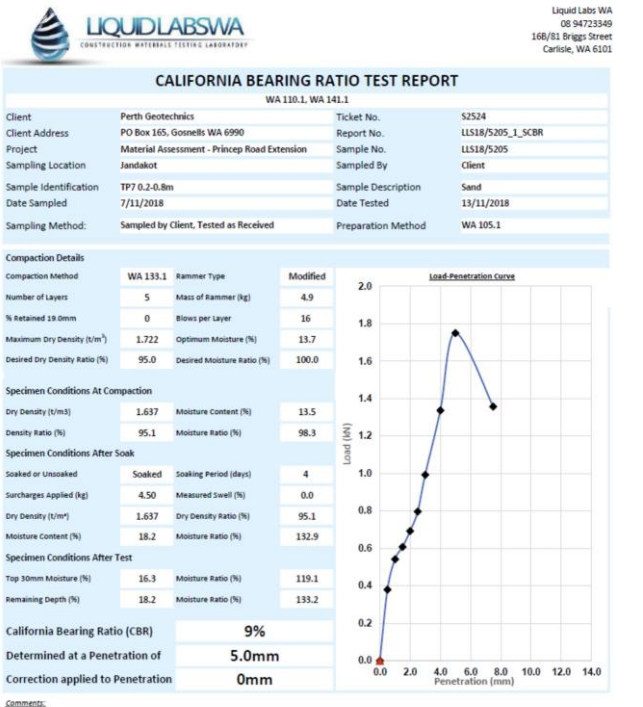 LIQUIDLABSWA
CONSTRUCTION MATERIALS TESTING LABORATORY
Liquid Labs WA
08 94723349
16B/81 Briggs Street
Carlisle, WA 6101
CALIFORNIA BEARING RATIO TEST REPORT
WA 110.1, WA 141.1
Client Perth Geotechnics Ticket No. S2524
Client Address PO Box 165, Gosnells WA 6990 Report No. LLS18/5205_1_SCBR
Project Material Assessment - Princep Road Extension Sample No. LLS18/5205
Sampling Location Jandakot Sampled By Client
Sample Identification TP7 0.2-0.8m Sample Description Sand
Date Sampled 7/11/2018 Date Tested 13/11/2018
Sampling Method: Sampled by Client, Tested as Received Preparation Method WA 105.1
Compaction Details
Compaction Method WA 133.1 Rammer Type Modified
Number of Layers 5 Mass of Rammer (kg) 4.9
% Retained 19.0mm 0 Blows per Layer 16
Maximum Dry Density (t/m³) 1.722 Optimum Moisture (%) 13.7
Desired Dry Density Ratio (%) 95.0 Desired Moisture Ratio (%) 100.0
Specimen Conditions At Compaction
Dry Density (t/m3) 1.637 Moisture Content (%) 13.5
Density Ratio (%) 95.1 Moisture Ratio (%) 98.3
Specimen Conditions After Soak
Soaked or Unsoaked Soaked Soaking Period (days) 4
Surcharges Applied (kg) 4.50 Measured Swell (%) 0.0
Dry Density (t/m³) 1.637 Dry Density Ratio (%) 95.1
Moisture Content (%) 18.2 Moisture Ratio (%) 132.9
Specimen Conditions After Test
Top 30mm Moisture (%) 16.3 Moisture Ratio (%) 119.1
Remaining Depth (%) 18.2 Moisture Ratio (%) 133.2
California Bearing Ratio (CBR) 9%
Determined at a Penetration of 5.0mm
Correction applied to Penetration 0mm
Load-Penetration Curve
2.0
1.8
1.6
1.4
1.2
1.0
0.8
0.6
0.4
0.2
0.0
Load (kN)
0.0 2.0 4.0 6.0 8.0 10.0 12.0 14.0
Penetration (mm)
Comments: